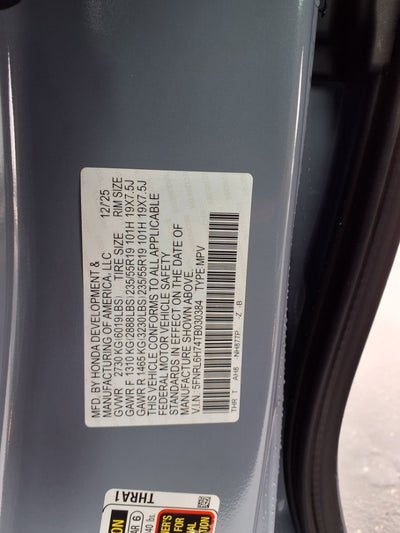 MFD. BY HONDA DEVELOPMENT &
MANUFACTURING OF AMERICA, LLC 12/'25
GVWR 2730 KG(6019LBS) TIRE SIZE RIM SIZE
GAWR F 1310 KG(2888LBS)235/55R19 101H 19X7.5J
GAWR R 1465 KG(3230LBS)235/55R19 101H 19X7.5J
THIS VEHICLE CONFORMS TO ALL APPLICABLE
FEDERAL MOTOR VEHICLE SAFETY
STANDARDS IN EFFECT ON THE DATE OF
MANUFACTURE SHOWN ABOVE.
V.I.N. 5FNRL6H74TB030384 TYPE:MPV
THR T AH8 NH877P Z B
THRA1